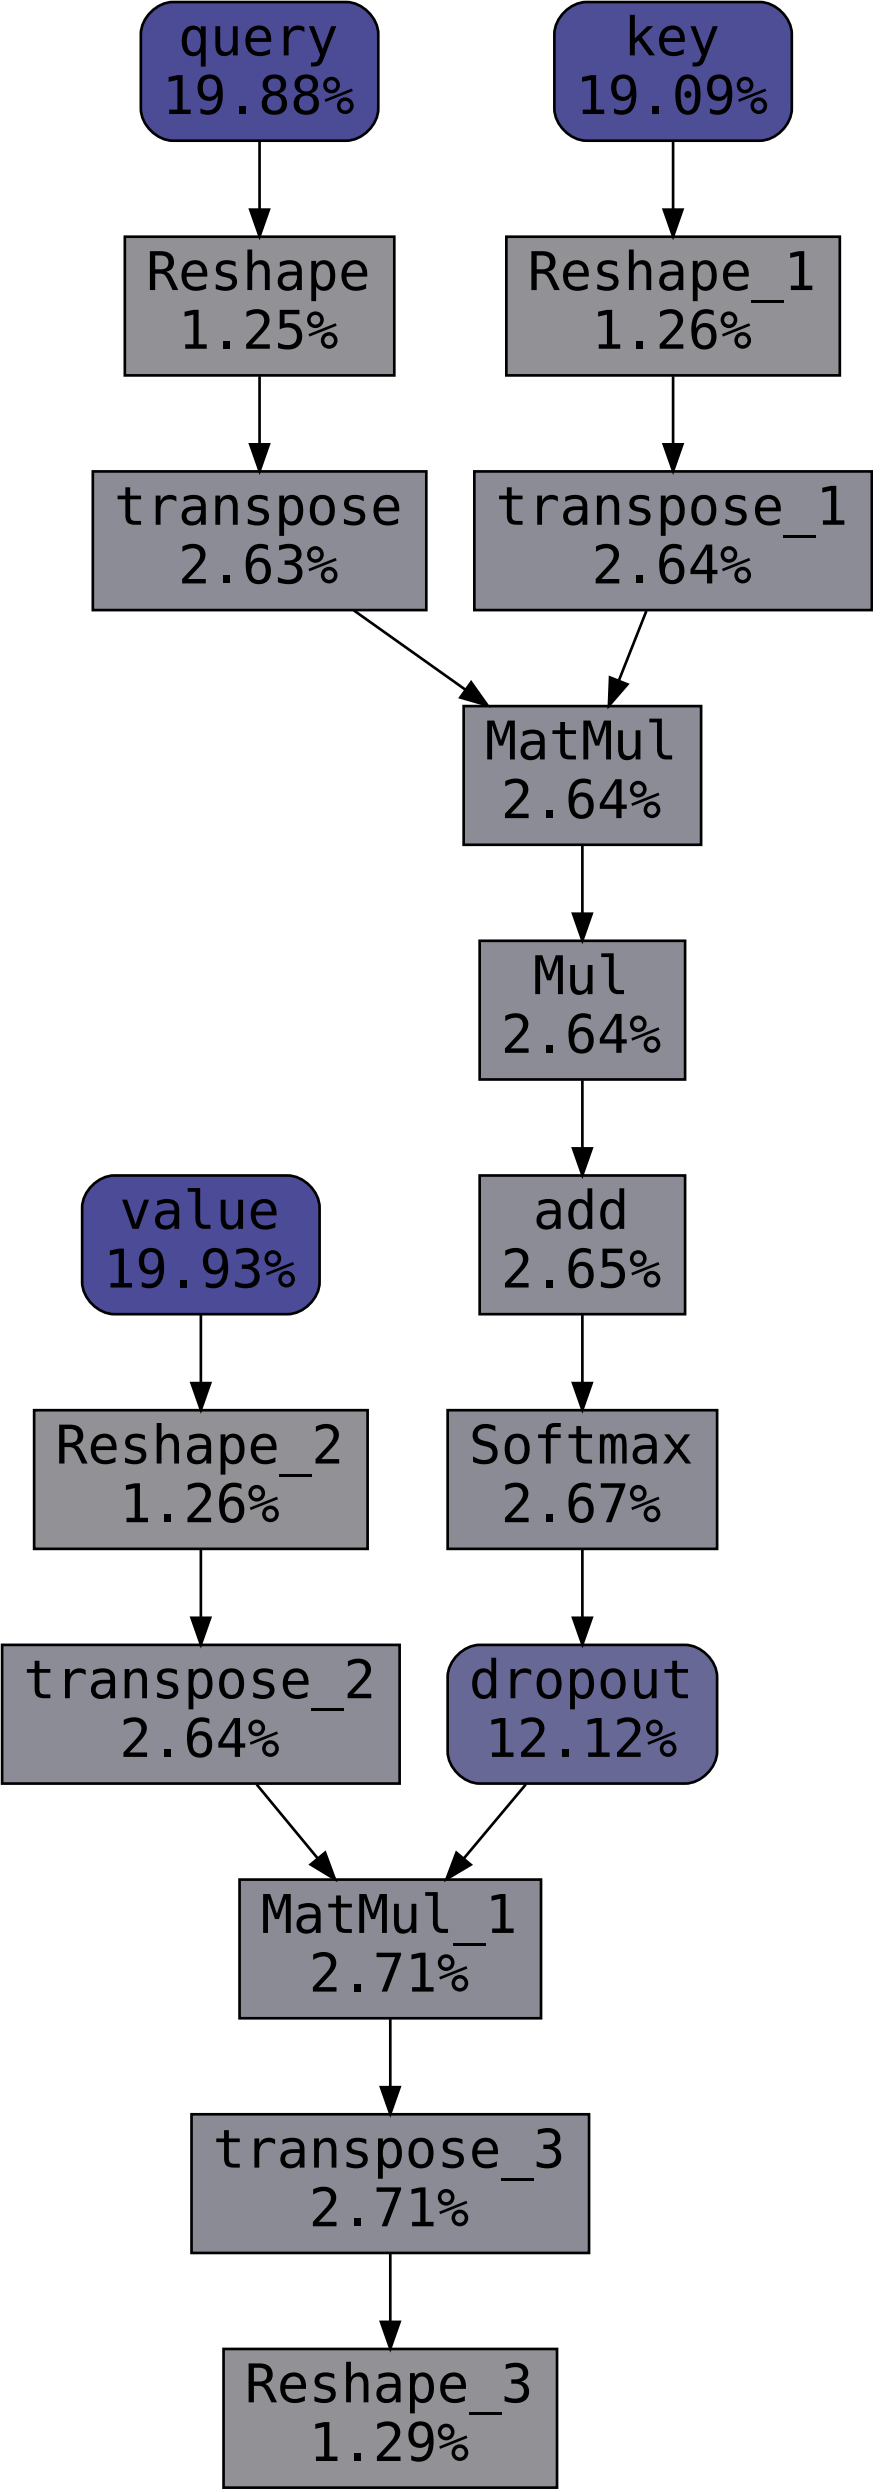 query
19.88%
key
19.09%
Reshape
1.25%
Reshape_1
1.26%
transpose
2.63%
transpose_1
2.64%
MatMul
2.64%
Mul
2.64%
value
19.93%
add
2.65%
Reshape_2
1.26%
Softmax
2.67%
transpose_2
2.64%
dropout
12.12%
MatMul_1
2.71%
transpose_3
2.71%
Reshape_3
1.29%